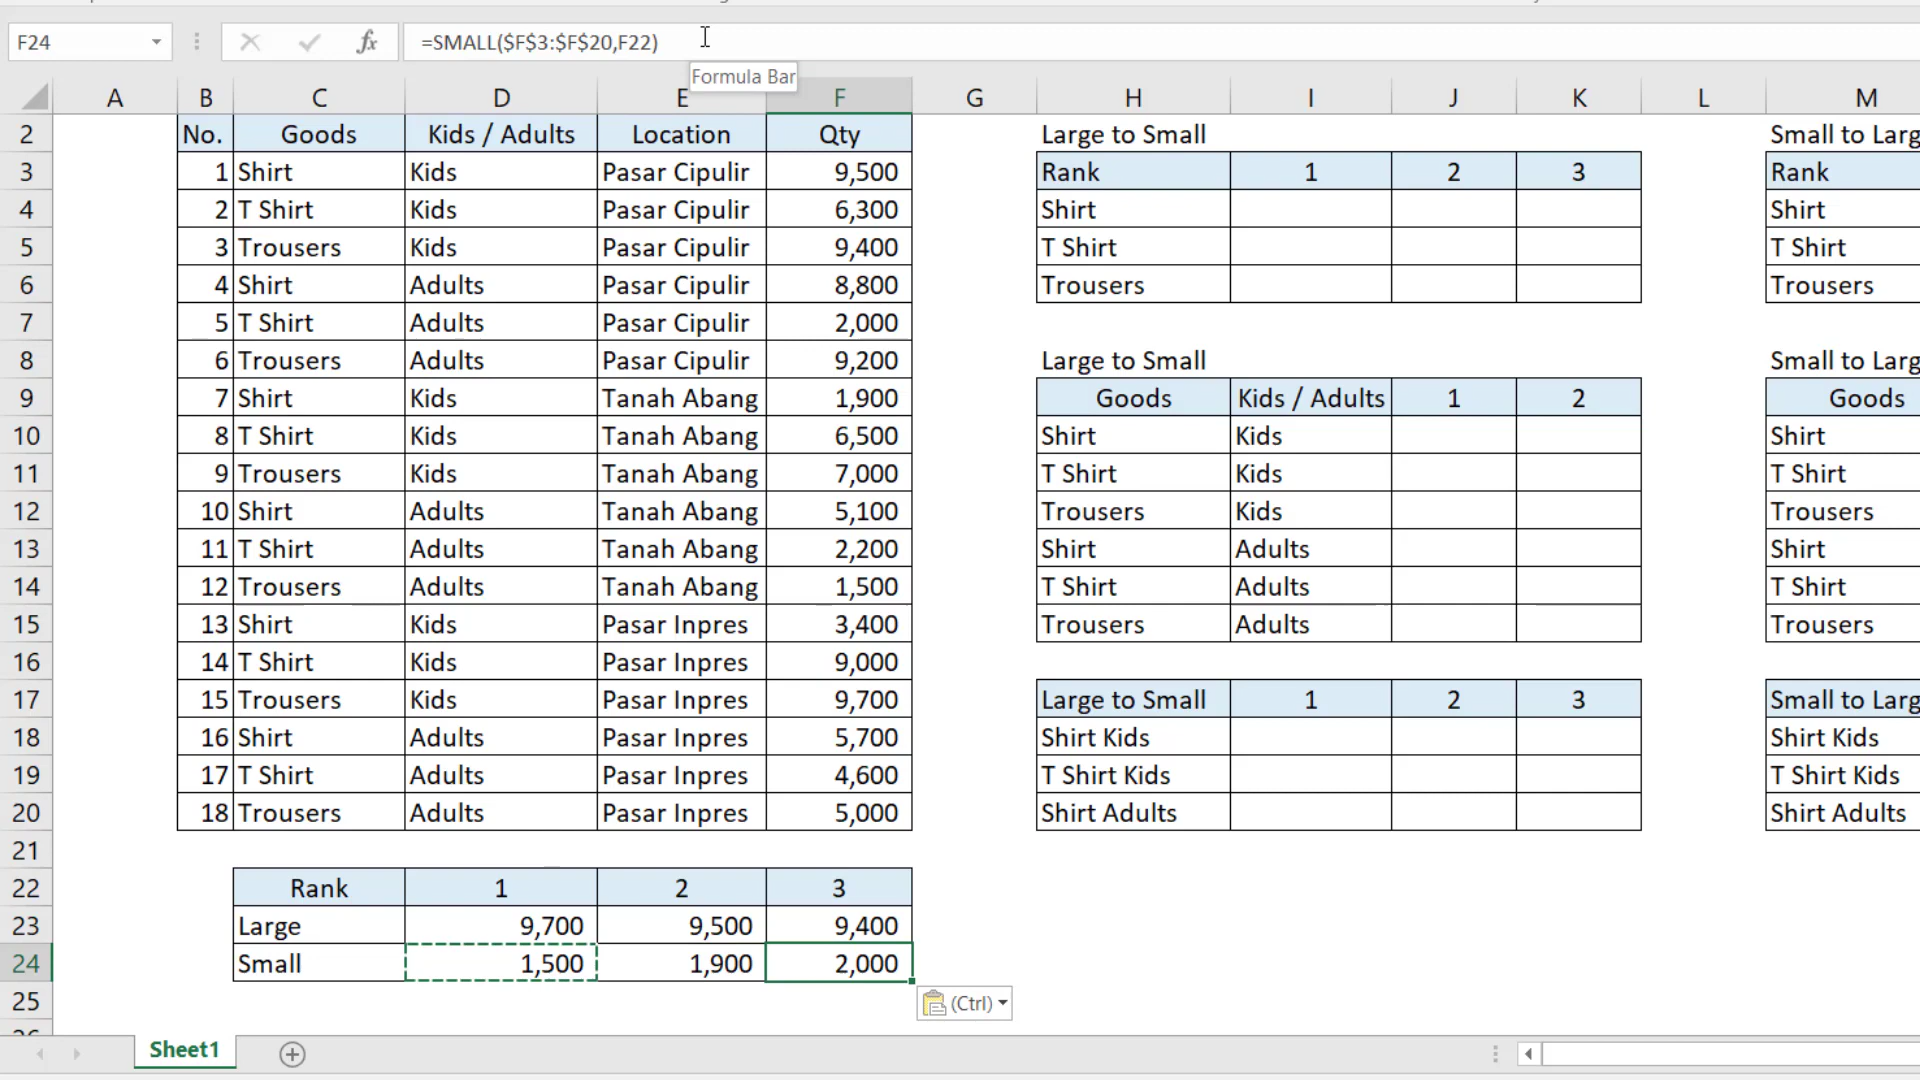 F24 fx =SMALL($F$3:$F$20,F22)
Formula Bar
A B C D E F G H I J K L M
2 No. Goods Kids / Adults Location Qty Large to Small Small to Larg
3 1 Shirt Kids Pasar Cipulir 9,500 Rank 1 2 3 Rank
4 2 T Shirt Kids Pasar Cipulir 6,300 Shirt Shirt
5 3 Trousers Kids Pasar Cipulir 9,400 T Shirt T Shirt
6 4 Shirt Adults Pasar Cipulir 8,800 Trousers Trousers
7 5 T Shirt Adults Pasar Cipulir 2,000
8 6 Trousers Adults Pasar Cipulir 9,200 Large to Small Small to Larg
9 7 Shirt Kids Tanah Abang 1,900 Goods Kids / Adults 1 2 Goods
10 8 T Shirt Kids Tanah Abang 6,500 Shirt Kids Shirt
11 9 Trousers Kids Tanah Abang 7,000 T Shirt Kids T Shirt
12 10 Shirt Adults Tanah Abang 5,100 Trousers Kids Trousers
13 11 T Shirt Adults Tanah Abang 2,200 Shirt Adults Shirt
14 12 Trousers Adults Tanah Abang 1,500 T Shirt Adults T Shirt
15 13 Shirt Kids Pasar Inpres 3,400 Trousers Adults Trousers
16 14 T Shirt Kids Pasar Inpres 9,000
17 15 Trousers Kids Pasar Inpres 9,700 Large to Small 1 2 3 Small to Larg
18 16 Shirt Adults Pasar Inpres 5,700 Shirt Kids Shirt Kids
19 17 T Shirt Adults Pasar Inpres 4,600 T Shirt Kids T Shirt Kids
20 18 Trousers Adults Pasar Inpres 5,000 Shirt Adults Shirt Adults
21
22 Rank 1 2 3
23 Large 9,700 9,500 9,400
24 Small 1,500 1,900 2,000
25 (Ctrl)
Sheet1